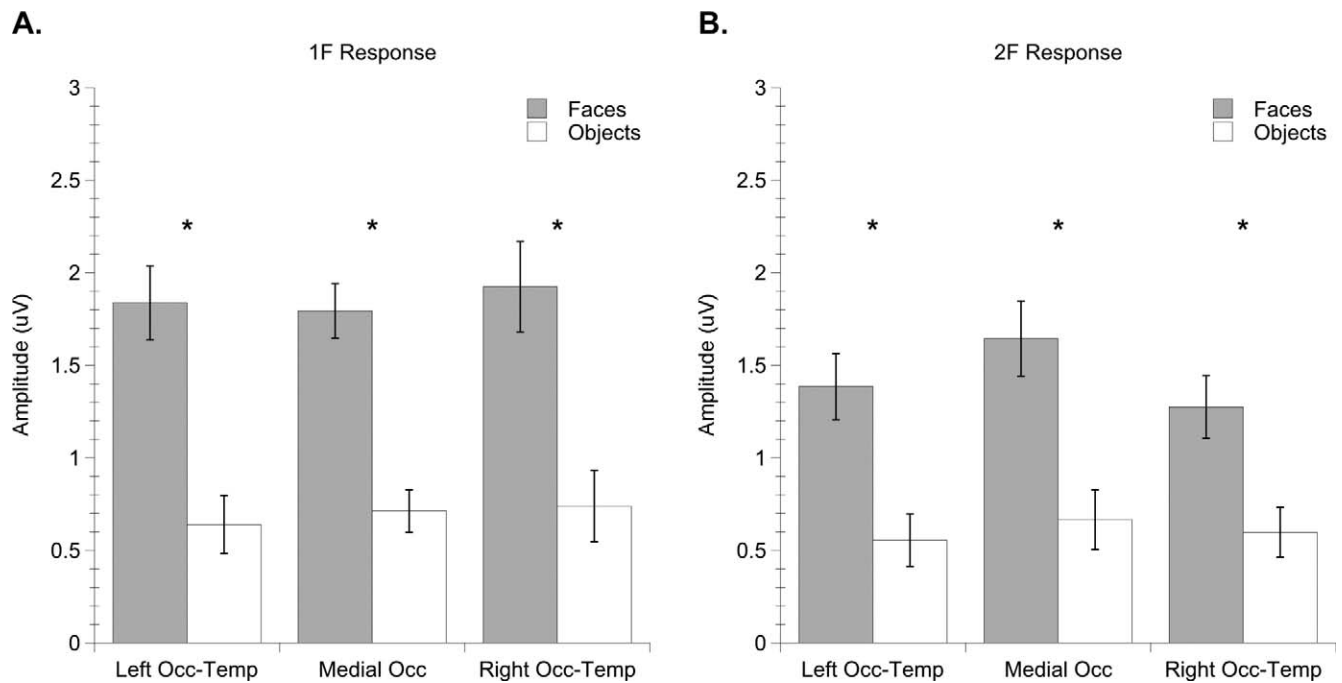 A.
1F Response
Faces
Objects
3
2.5
2
1.5
1
0.5
0
Amplitude (uV)
*
*
*
Left Occ-Temp
Medial Occ
Right Occ-Temp
B.
2F Response
Faces
Objects
3
2.5
2
1.5
1
0.5
0
Amplitude (uV)
*
*
*
Left Occ-Temp
Medial Occ
Right Occ-Temp